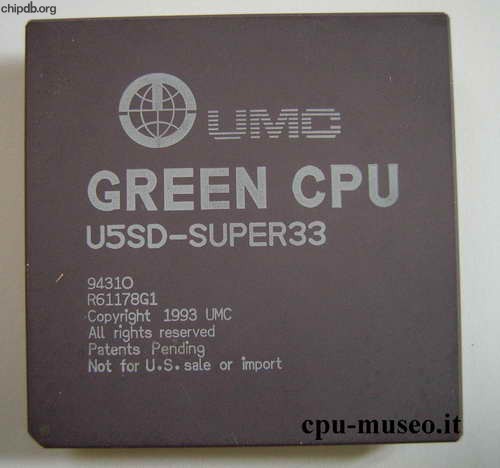 chipdb.org
UMC
GREEN CPU
U5SD-SUPER33
94310
R61178G1
Copyright 1993 UMC
All rights reserved
Patents Pending
Not for U.S. sale or import
cpu-museo.it